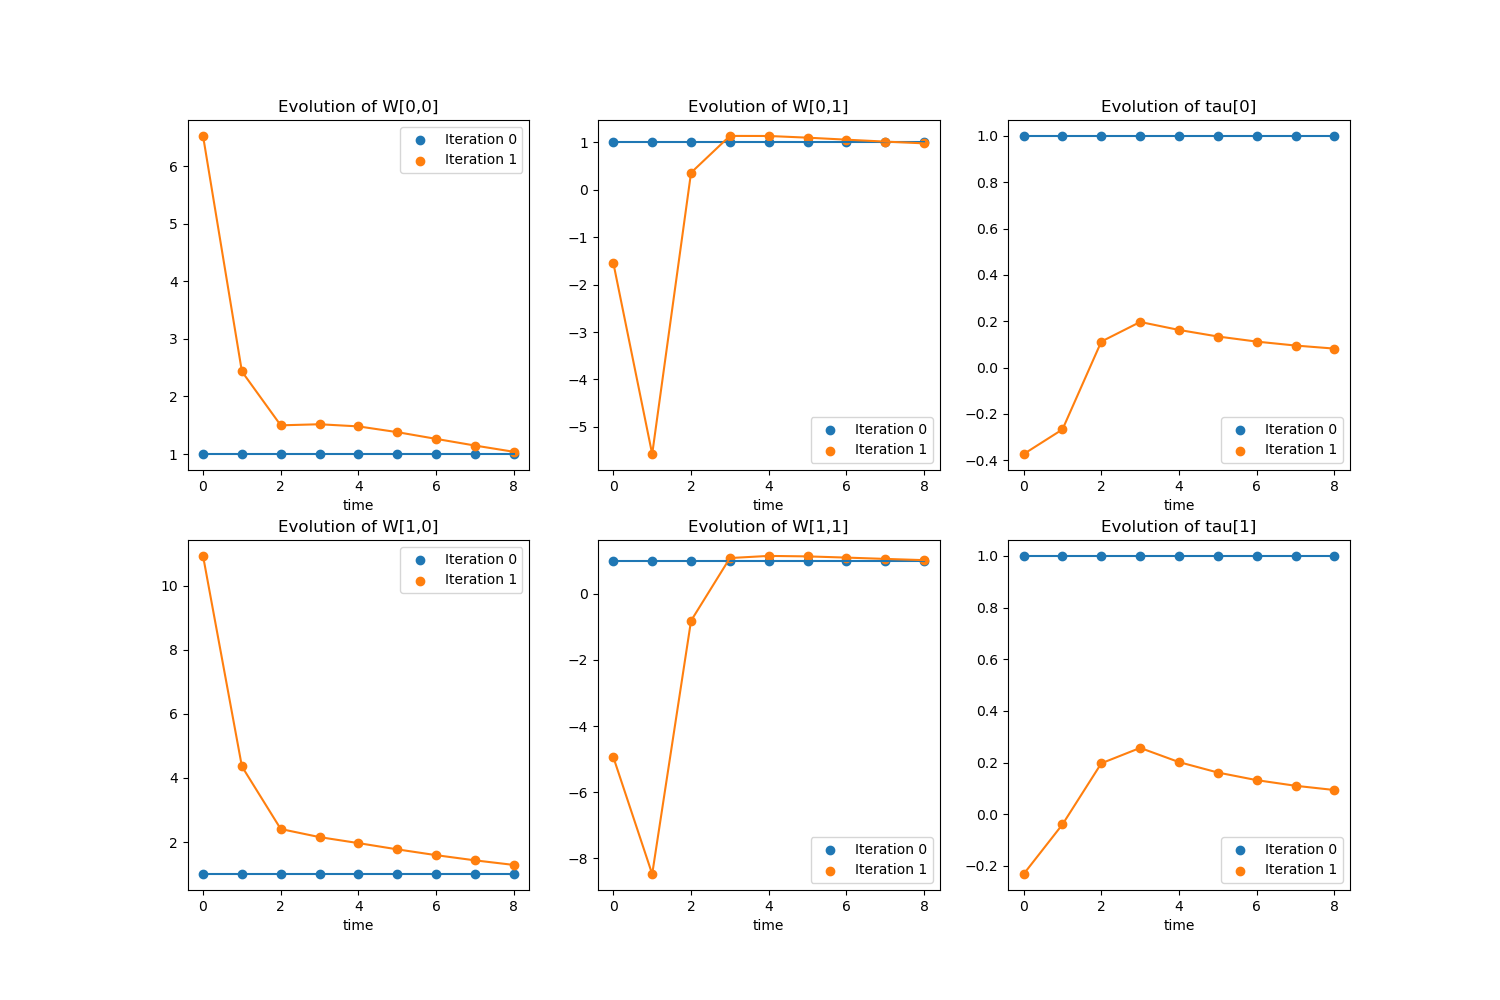 Evolution of W[0,0]
6
5
4
3
2
1
Iteration 0
Iteration 1
0 2 4 6 8
time
Evolution of W[0,1]
1
0
−1
−2
−3
−4
−5
Iteration 0
Iteration 1
0 2 4 6 8
time
Evolution of tau[0]
1.0
0.8
0.6
0.4
0.2
0.0
−0.2
−0.4
Iteration 0
Iteration 1
0 2 4 6 8
time
Evolution of W[1,0]
10
8
6
4
2
Iteration 0
Iteration 1
0 2 4 6 8
time
Evolution of W[1,1]
0
−2
−4
−6
−8
Iteration 0
Iteration 1
0 2 4 6 8
time
Evolution of tau[1]
1.0
0.8
0.6
0.4
0.2
0.0
−0.2
Iteration 0
Iteration 1
0 2 4 6 8
time